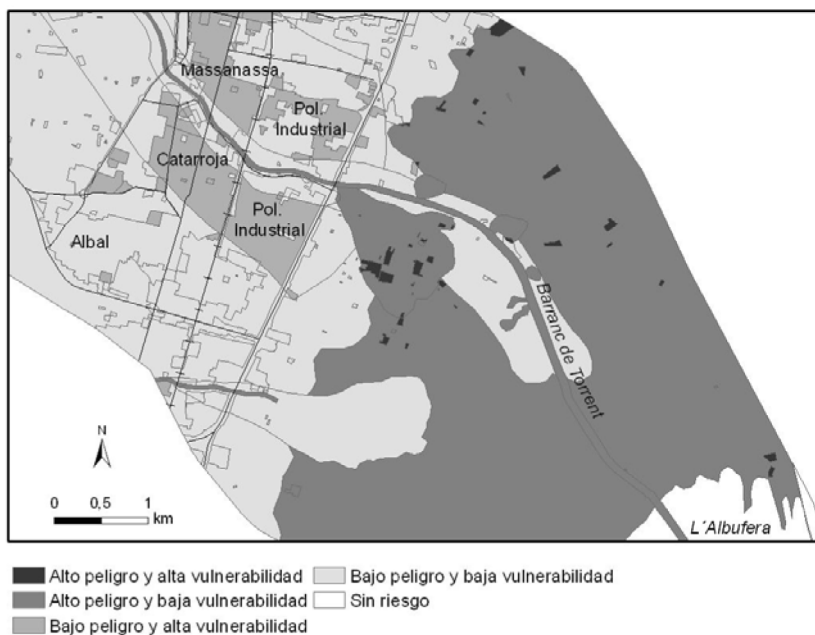 Massanassa
Pol.
Industrial
Catarroja
Pol.
Industrial
Albal
Barranc de Torrent
N
0 0,5 1
km
L´Albufera
Alto peligro y alta vulnerabilidad
Bajo peligro y baja vulnerabilidad
Alto peligro y baja vulnerabilidad
Sin riesgo
Bajo peligro y alta vulnerabilidad